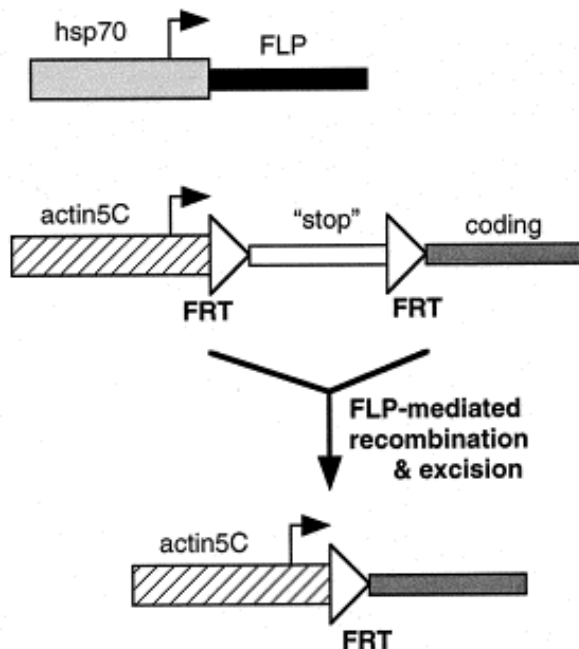 hsp70
FLP
actin5C
"stop"
coding
FRT
FRT
FLP-mediated
recombination
& excision
actin5C
FRT